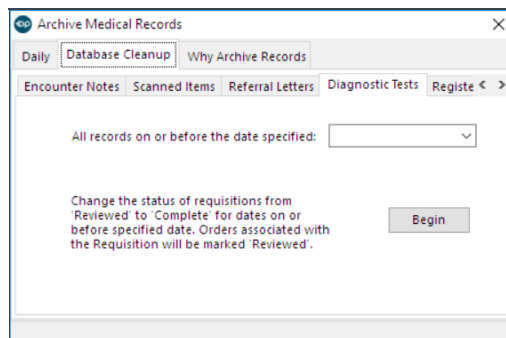 Archive Medical Records
Daily Database Cleanup Why Archive Records
Encounter Notes Scanned Items Referral Letters Diagnostic Tests Registe
All records on or before the date specified:
Change the status of requisitions from
'Reviewed' to 'Complete' for dates on or
before specified date. Orders associated with
the Requisition will be marked 'Reviewed'.
Begin